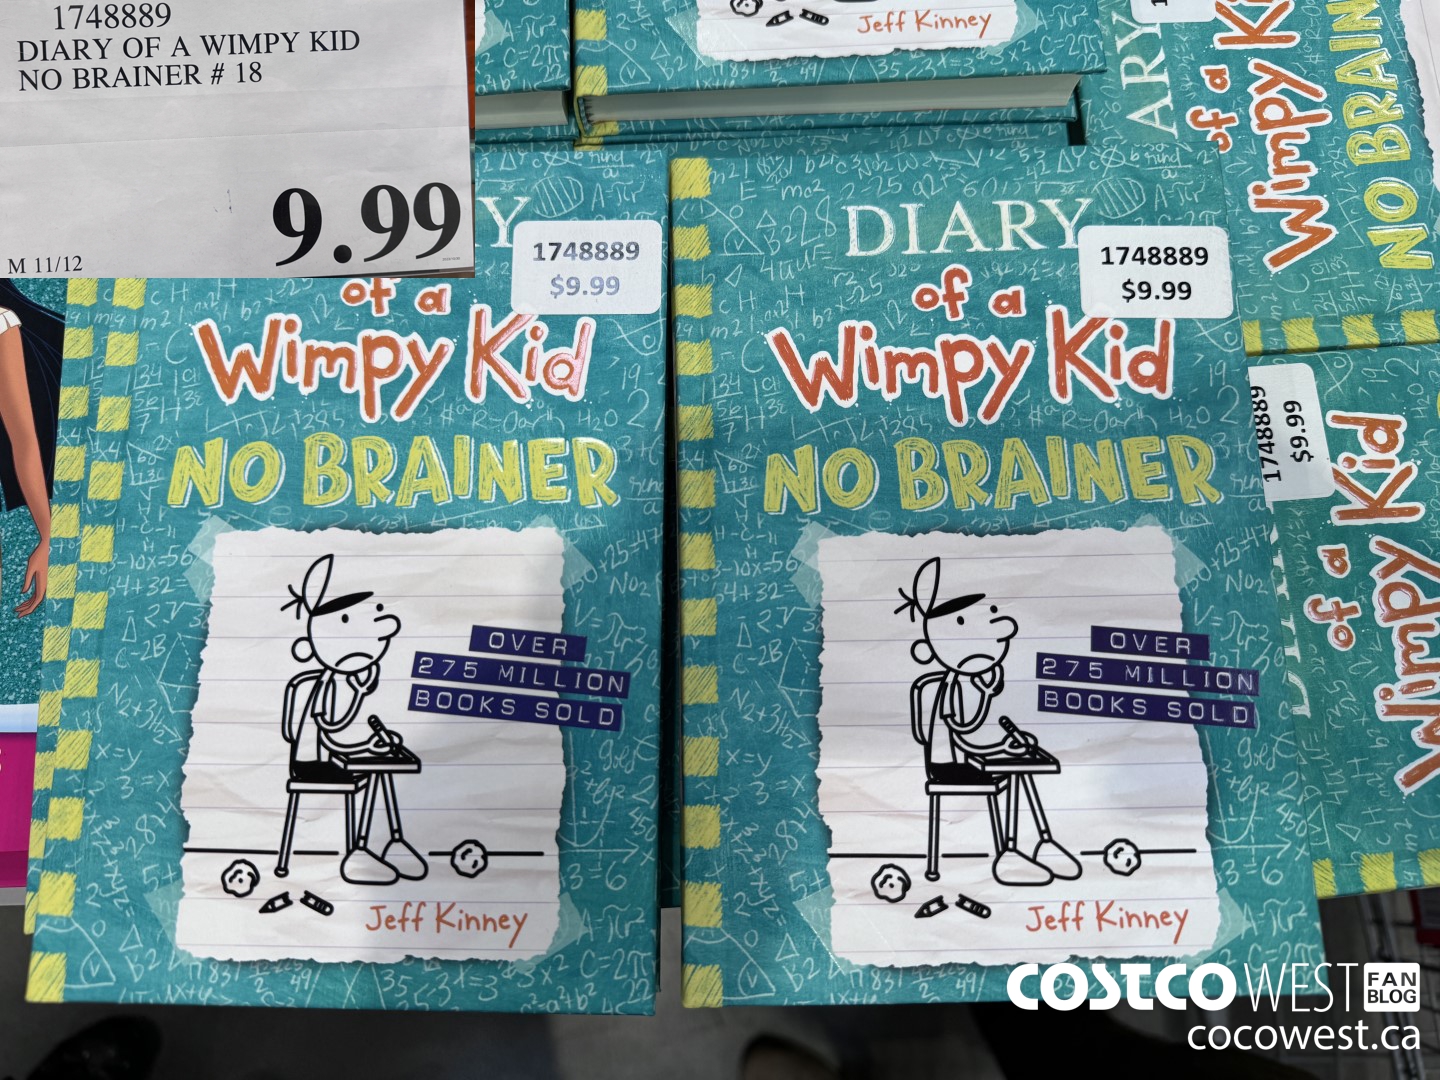 1748889
DIARY OF A WIMPY KID
NO BRAINER # 18
9.99
M 11/12
Jeff Kinney
Y
1748889
$9.99
of a
Wimpy Kid
NO BRAINER
OVER
275 MILLION
BOOKS SOLD
Jeff Kinney
DIARY
1748889
$9.99
of a
Wimpy Kid
NO BRAINER
OVER
275 MILLION
BOOKS SOLD
Jeff Kinney
ARY
of a
Wimpy Ki
NO BRAIN
1748889
$9.99
of a
Wimpy Kid
COSTCO WEST FAN BLOG
cocowest.ca